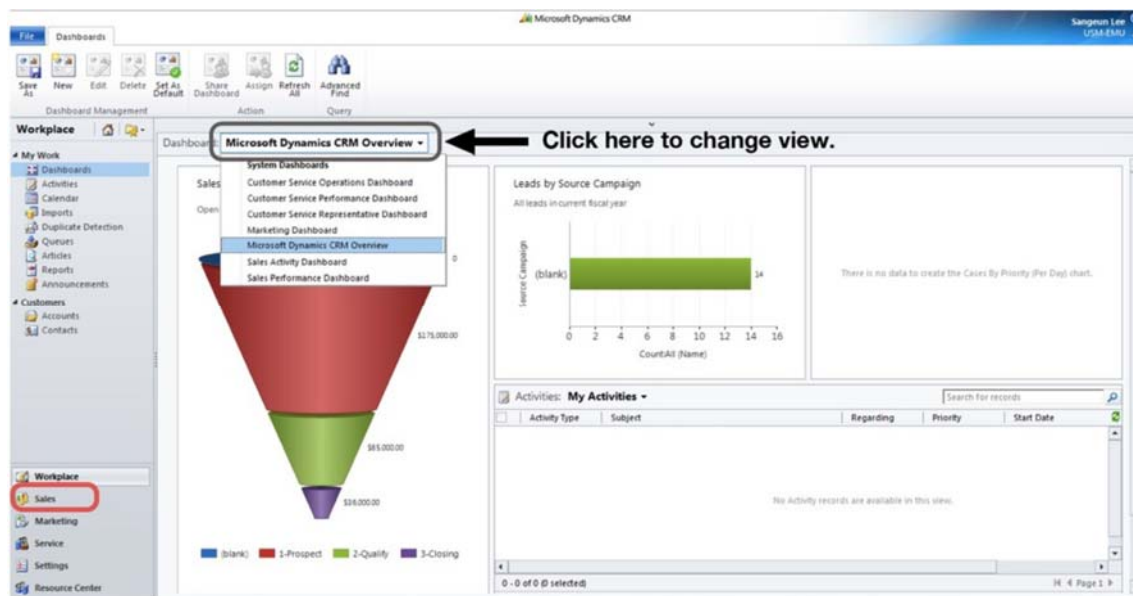 Microsoft Dynamics CRM
Sangeun Lee
USM-EMU
File
Dashboards
Save As
New
Edit
Delete
Set As Default
Share Dashboard
Assign
Refresh All
Advanced Find
Dashboard Management
Action
Query
Workplace
My Work
Dashboards
Activities
Calendar
Imports
Duplicate Detection
Queues
Articles
Reports
Announcements
Customers
Accounts
Contacts
Workplace
Sales
Marketing
Service
Settings
Resource Center
Dashboard: Microsoft Dynamics CRM Overview
Click here to change view.
System Dashboards
Customer Service Operations Dashboard
Customer Service Performance Dashboard
Customer Service Representative Dashboard
Marketing Dashboard
Microsoft Dynamics CRM Overview
Sales Activity Dashboard
Sales Performance Dashboard
Sales
Open
0
$175,000.00
$65,000.00
$36,000.00
(blank) 1-Prospect 2-Qualify 3-Closing
Leads by Source Campaign
All leads in current fiscal year
Source Campaign
(blank)
14
0 2 4 6 8 10 12 14 16
Count:All (Name)
There is no data to create the Cases By Priority (Per Day) chart.
Activities: My Activities
Search for records
Activity Type Subject Regarding Priority Start Date
No Activity records are available in this view.
0 - 0 of 0 (0 selected)
Page 1